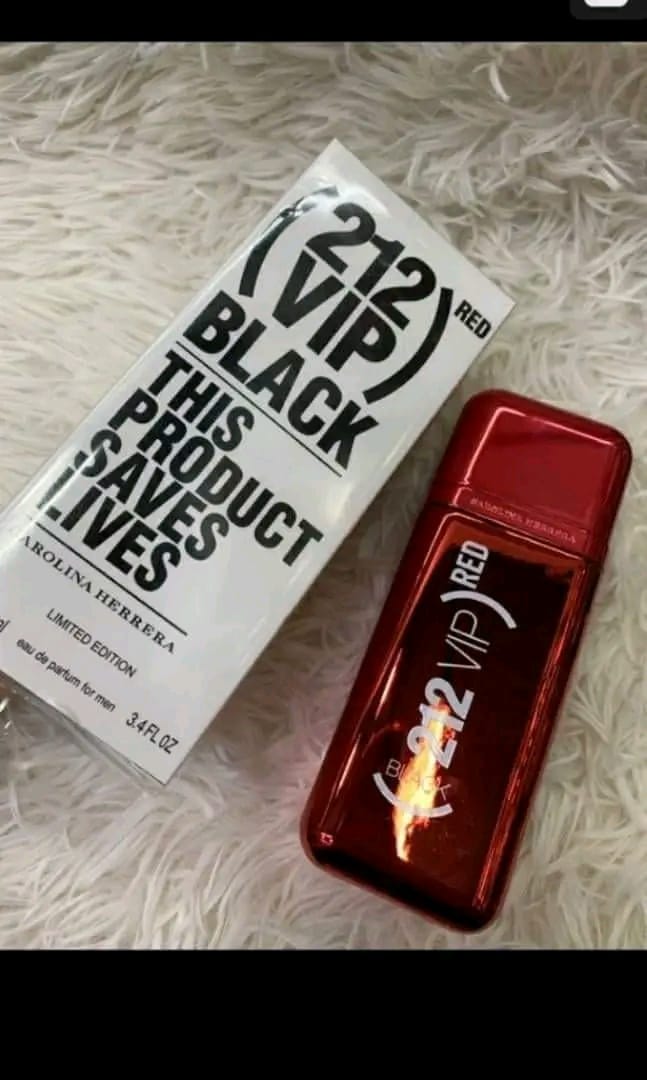 (212
VIP) RED
BLACK
THIS
PRODUCT
SAVES
LIVES
CAROLINA HERRERA
LIMITED EDITION
eau de parfum for men
3.4 FL OZ
CAROLINA HERRERA
(212 VIP) RED
BLACK